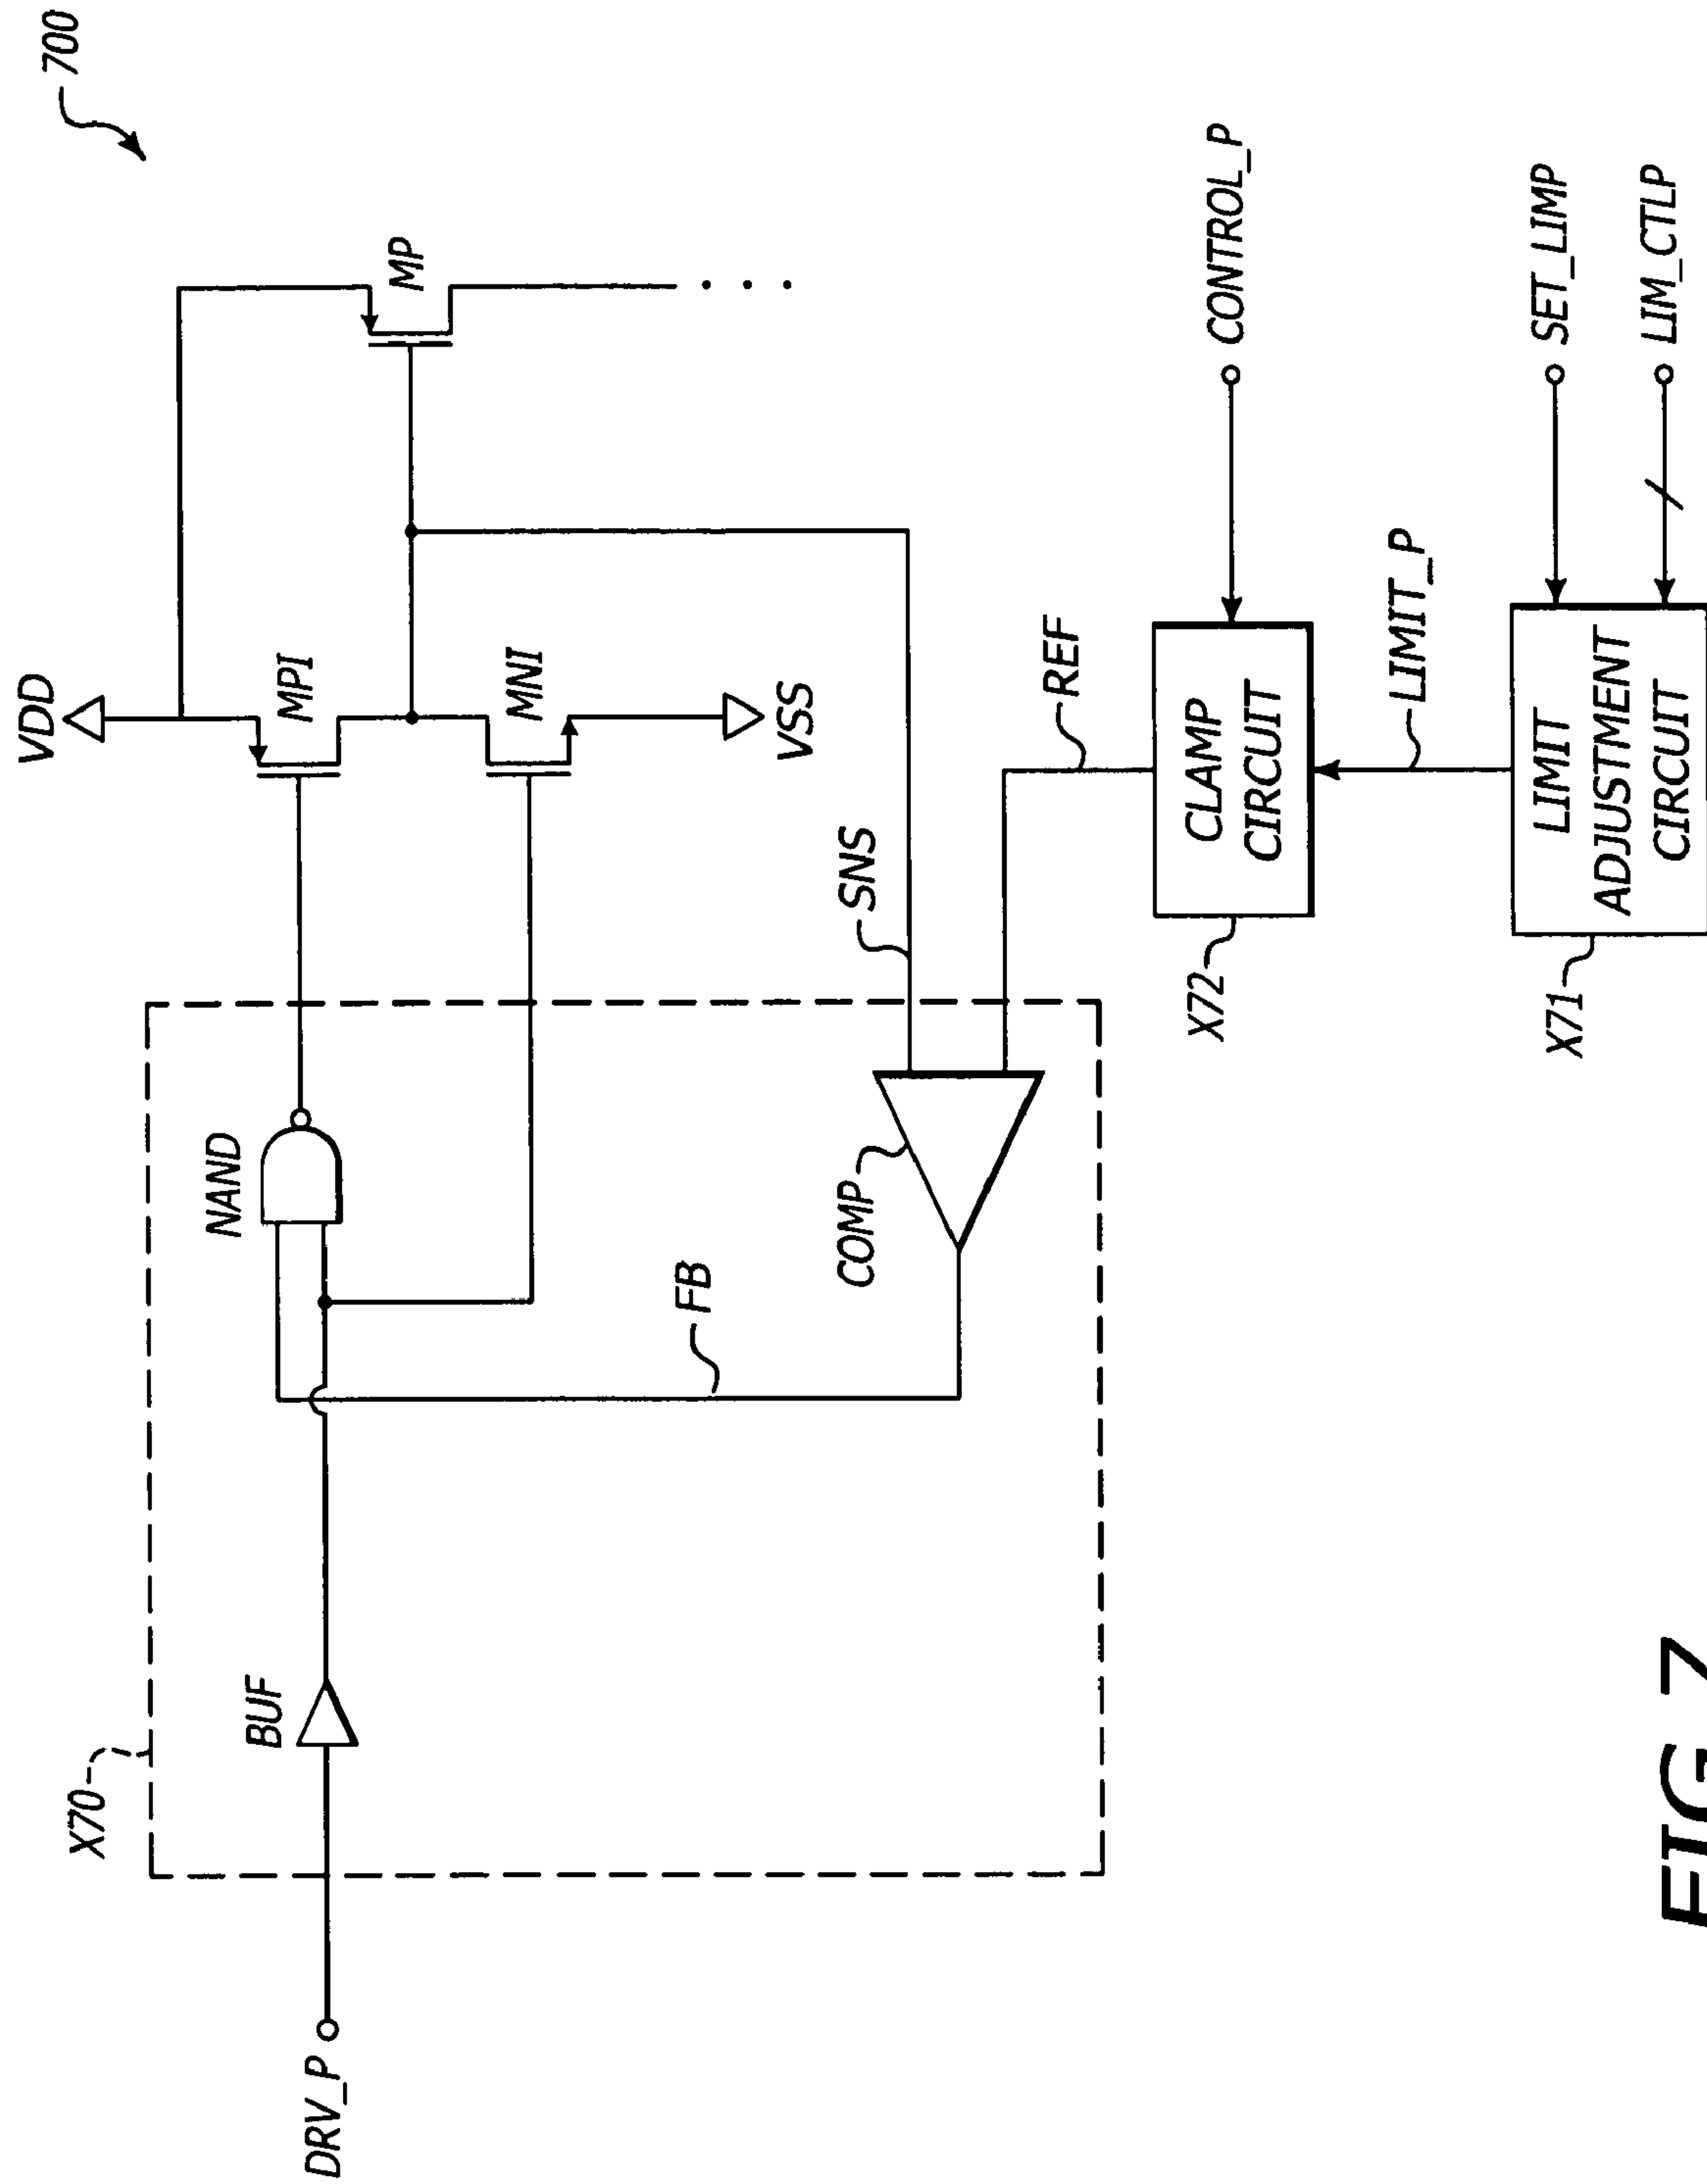 700
VDD
MPI
MP
MNI
VSS
NAND
BUF
X70
DRV_P
FB
COMP
SNS
REF
CONTROL_P
CLAMP
CIRCUIT
X72
LIMIT_P
SET_LIMP
LIM_CTLP
LIMIT
ADJUSTMENT
CIRCUIT
X71
FIG. 7